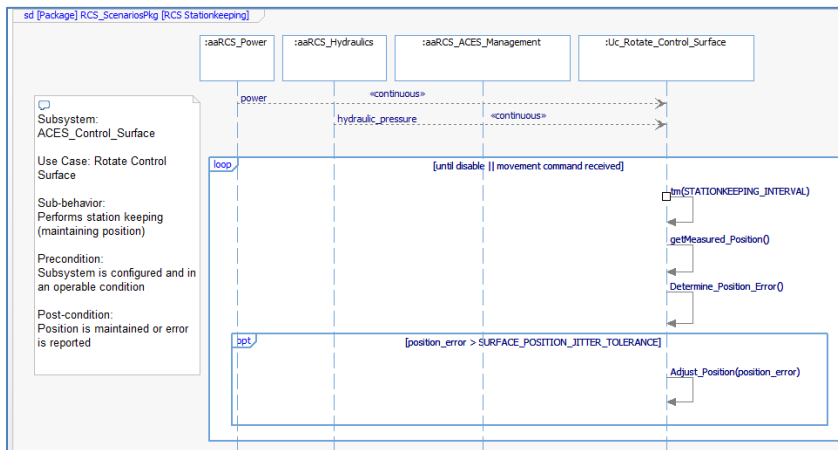 sd [Package] RCS_ScenariosPkg [RCS Stationkeeping]
:aaRCS_Power
:aaRCS_Hydraulics
:aaRCS_ACES_Management
:Uc_Rotate_Control_Surface
power
«continuous»
hydraulic_pressure
«continuous»
Subsystem:
ACES_Control_Surface
Use Case: Rotate Control
Surface
Sub-behavior:
Performs station keeping
(maintaining position)
Precondition:
Subsystem is configured and in
an operable condition
Post-condition:
Position is maintained or error
is reported
loop
[until disable || movement command received]
tm(STATIONKEEPING_INTERVAL)
getMeasured_Position()
Determine_Position_Error()
opt
[position_error > SURFACE_POSITION_JITTER_TOLERANCE]
Adjust_Position(position_error)